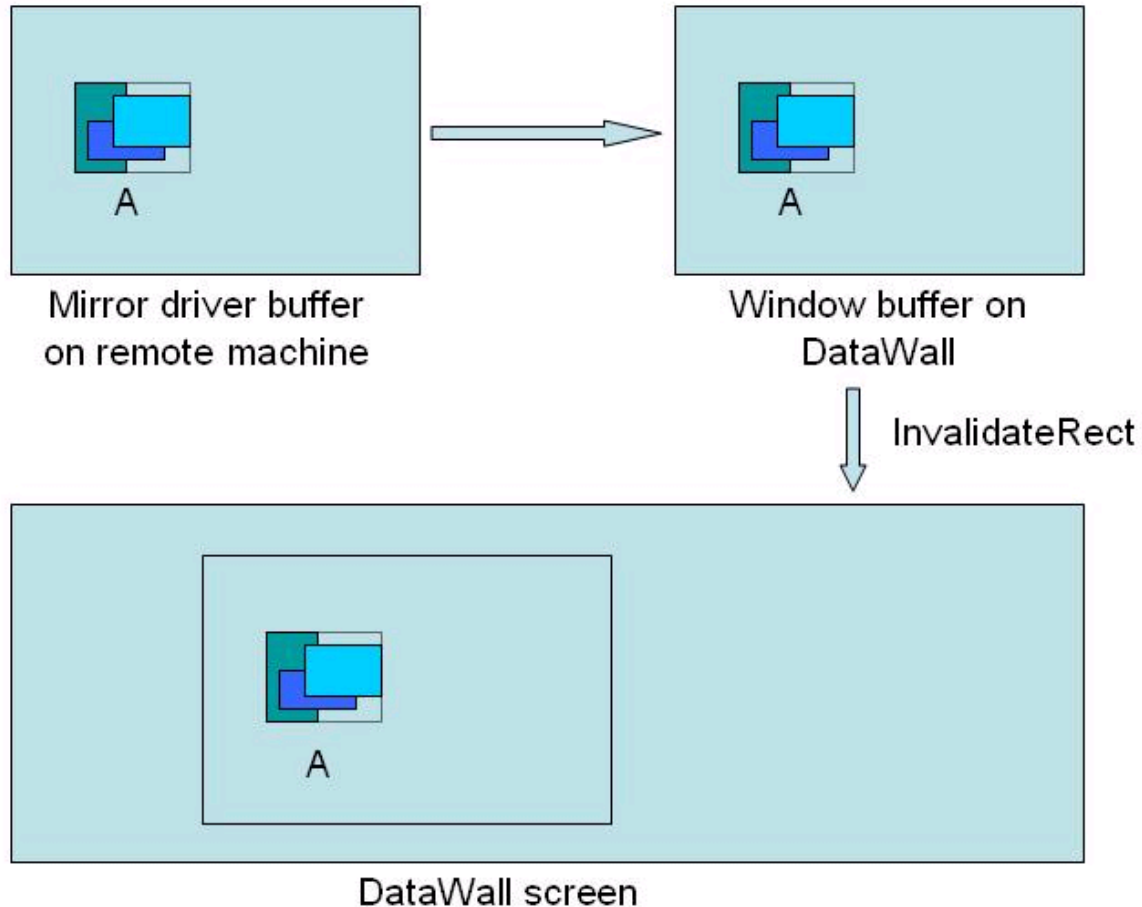 A
A
Mirror driver buffer
on remote machine
Window buffer on
DataWall
InvalidateRect
A
DataWall screen